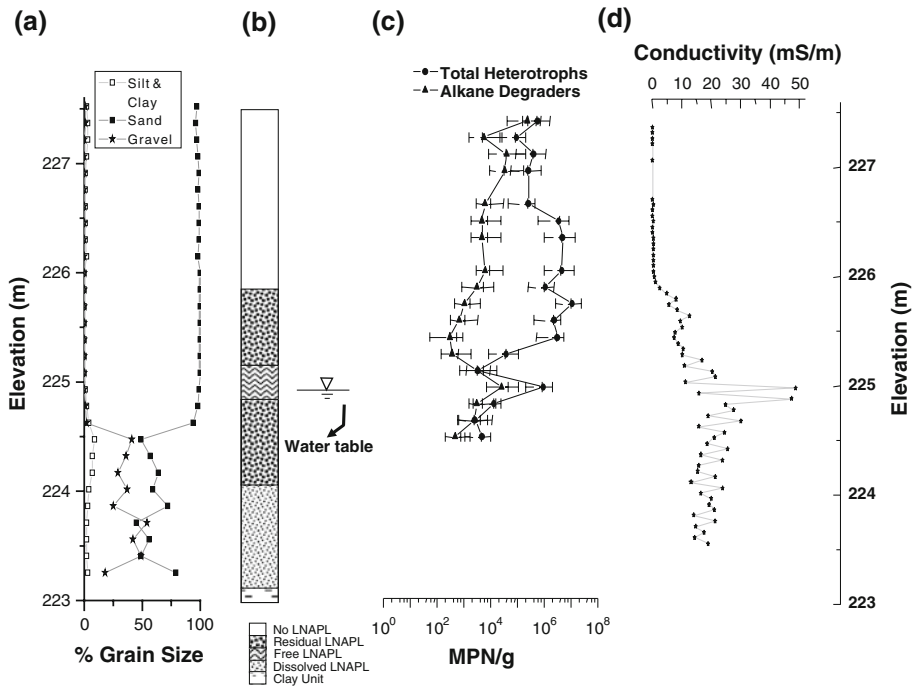 (a)
(b)
(c)
(d)
Silt &
Clay
Sand
Gravel
Elevation (m)
227
226
225
224
223
0
50
100
% Grain Size
Water table
No LNAPL
Residual LNAPL
Free LNAPL
Dissolved LNAPL
Clay Unit
Total Heterotrophs
Alkane Degraders
10^0
10^2
10^4
10^6
10^8
MPN/g
Conductivity (mS/m)
0 10 20 30 40 50
227
226
225
224
223
Elevation (m)